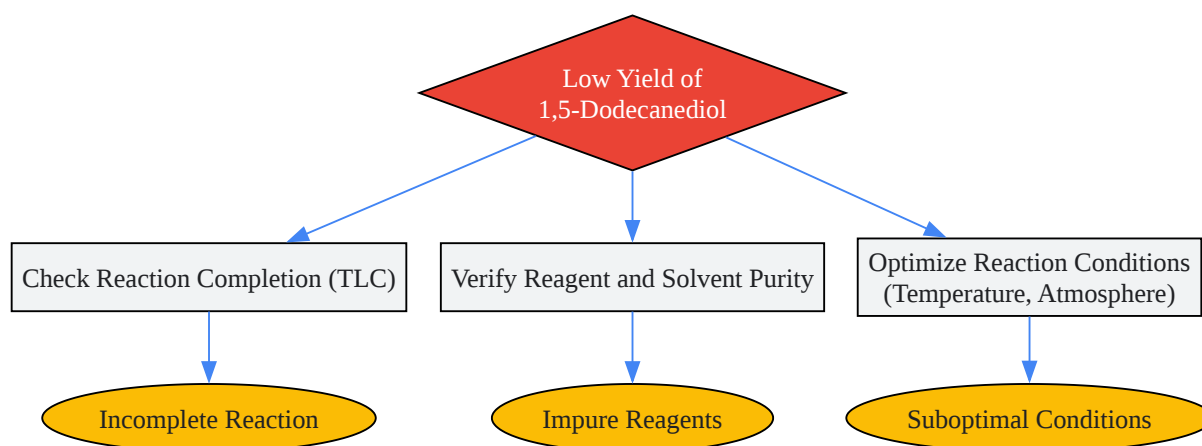 Low Yield of
1,5-Dodecanediol
Check Reaction Completion (TLC)
Verify Reagent and Solvent Purity
Optimize Reaction Conditions
(Temperature, Atmosphere)
Incomplete Reaction
Impure Reagents
Suboptimal Conditions